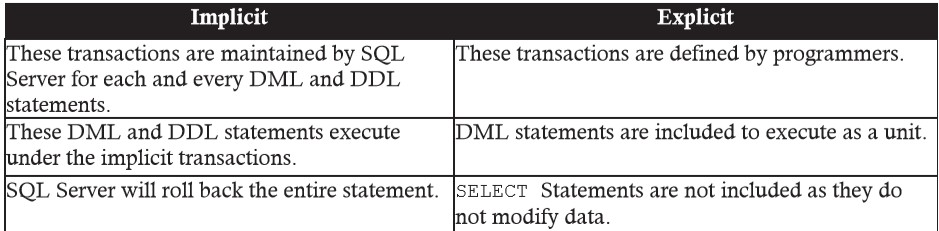 Implicit
Explicit
These transactions are maintained by SQL
Server for each and every DML and DDL
statements.
These transactions are defined by programmers.
These DML and DDL statements execute
under the implicit transactions.
DML statements are included to execute as a unit.
SQL Server will roll back the entire statement.
SELECT Statements are not included as they do
not modify data.